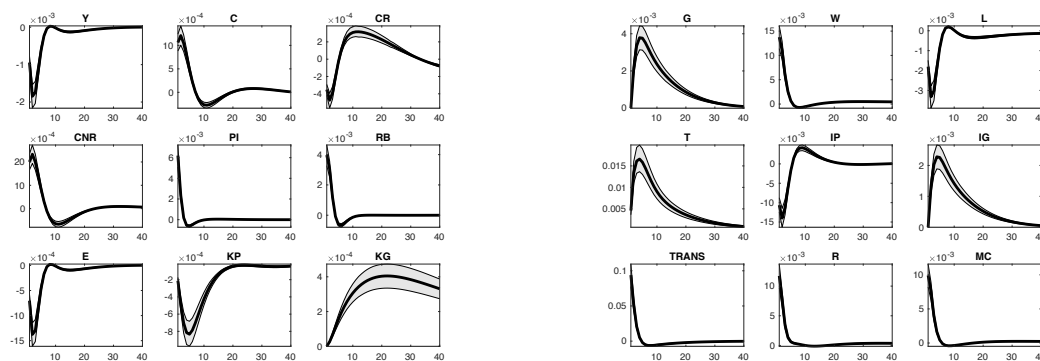 Y C CR G W L
×10⁻³ ×10⁻⁴ ×10⁻⁴ ×10⁻³ ×10⁻³ ×10⁻³
0 10 4 15 0
-1 5 2 10 -1
-2 0 0 5 -2
-2 2 0 -3
-4 0
10 20 30 40 10 20 30 40 10 20 30 40 10 20 30 40 10 20 30 40 10 20 30 40
CNR PI RB T IP IG
×10⁻⁴ ×10⁻³ ×10⁻³ ×10⁻³ ×10⁻³
20 6 4 0.015 5 2
10 4 2 0.01 0 1
0 2 0 0.005 -5 0
0 -10
-15
10 20 30 40 10 20 30 40 10 20 30 40 10 20 30 40 10 20 30 40 10 20 30 40
E KP KG TRANS R MC
×10⁻⁴ ×10⁻⁴ ×10⁻⁴ ×10⁻³ ×10⁻³
0 -2 4 0.1 10 10
-5 -4 2 0.05 5 5
-10 -6 0 0 0 0
-15 -8
10 20 30 40 10 20 30 40 10 20 30 40 10 20 30 40 10 20 30 40 10 20 30 40